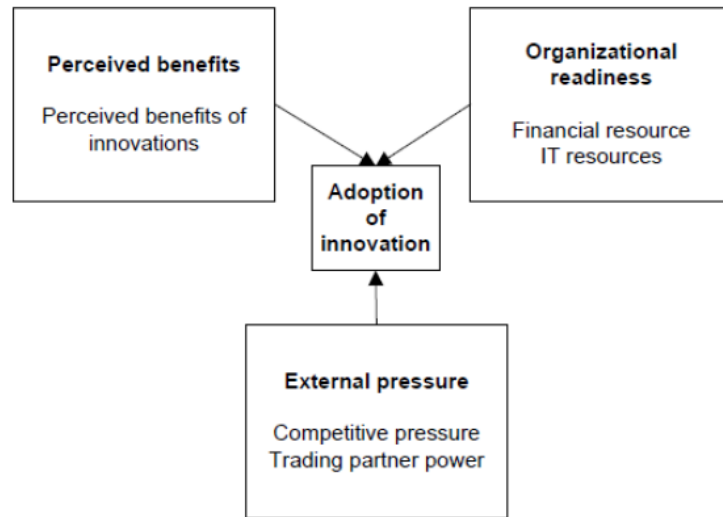 Perceived benefits
Perceived benefits of
innovations
Organizational
readiness
Financial resource
IT resources
Adoption
of
innovation
External pressure
Competitive pressure
Trading partner power